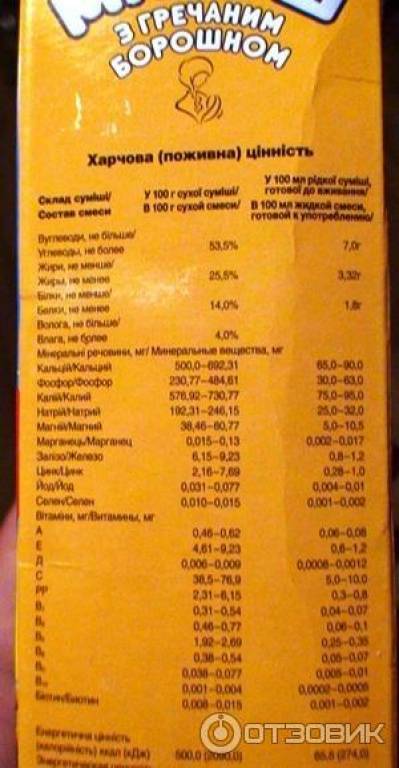 З ГРЕЧАНИМ
БОРОШНОМ
Харчова (поживна) цінність
Склад суміші/ У 100 г сухої суміші/ У 100 мл рідкої суміші, готової до вживання/
Состав смеси В 100 г сухой смеси/ В 100 мл жидкой смеси, готовой к употреблению/
Вуглеводи, не більше/
Углеводы, не более 53,5% 7,0г
Жири, не менше/
Жиры, не менее 25,5% 3,32г
Білки, не менше/
Белки, не менее 14,0% 1,8г
Волога, не більше/
Влага, не более 4,0%
Мінеральні речовини, мг/ Минеральные вещества, мг
Кальцій/Кальций 500,0–692,31 65,0–90,0
Фосфор/Фосфор 230,77–484,61 30,0–63,0
Калій/Калий 576,92–730,77 75,0–95,0
Натрій/Натрий 192,31–246,15 25,0–32,0
Магній/Магний 38,46–80,77 5,0–10,5
Марганець/Марганец 0,015–0,13 0,002–0,017
Залізо/Железо 6,15–9,23 0,8–1,2
Цинк/Цинк 2,16–7,69 0,28–1,0
Йод/Йод 0,031–0,077 0,004–0,01
Селен/Селен 0,010–0,015 0,001–0,002
Вітаміни, мг/Витамины, мг
А 0,46–0,62 0,06–0,08
Е 4,61–9,23 0,6–1,2
Д 0,006–0,009 0,0008–0,0012
С 38,5–76,9 5,0–10,0
РР 2,31–6,15 0,3–0,8
В₁ 0,31–0,54 0,04–0,07
0,46–0,77 0,06–0,1
1,92–2,69 0,25–0,35
0,38–0,54 0,05–0,07
0,038–0,077 0,005–0,01
0,001–0,004 0,0002–0,0005
Біотин/Биотин 0,008–0,015 0,001–0,002
Енергетична цінність
(калорійність) ккал (кДж) 500,0 (2090,0) 65,5 (274,0)
Энергетическая
ОТЗОВИК